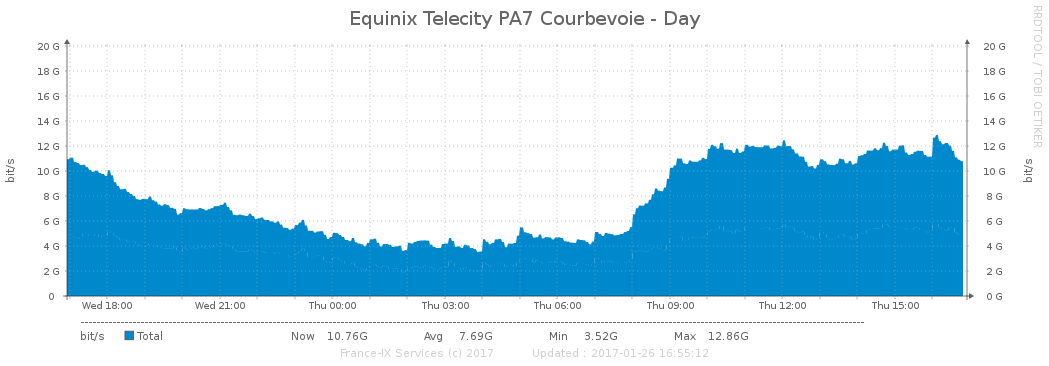 Equinix Telecity PA7 Courbevoie - Day
RRDTOOL / TOBI OETIKER
20 G 20 G
18 G 18 G
16 G 16 G
14 G 14 G
12 G 12 G
10 G 10 G
8 G 8 G
6 G 6 G
4 G 4 G
2 G 2 G
0 0 G
bit/s bit/s
Wed 18:00 Wed 21:00 Thu 00:00 Thu 03:00 Thu 06:00 Thu 09:00 Thu 12:00 Thu 15:00
bit/s Total Now 10.76G Avg 7.69G Min 3.52G Max 12.86G
France-IX Services (c) 2017 Updated : 2017-01-26 16:55:12